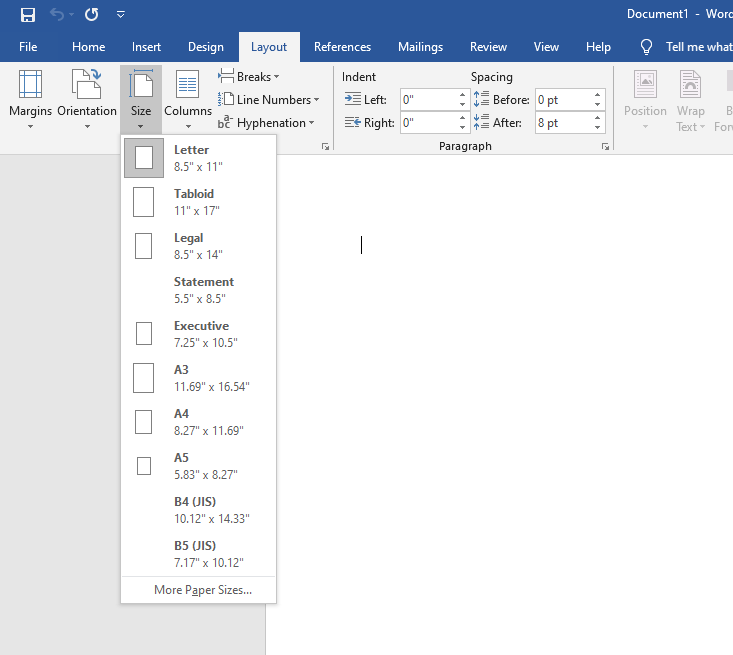 Document1 - Word
File Home Insert Design Layout References Mailings Review View Help Tell me what
Margins Orientation Size Columns
Breaks
Line Numbers
Hyphenation
Indent
Left: 0"
Right: 0"
Spacing
Before: 0 pt
After: 8 pt
Paragraph
Position Wrap
Text
Letter
8.5" x 11"
Tabloid
11" x 17"
Legal
8.5" x 14"
Statement
5.5" x 8.5"
Executive
7.25" x 10.5"
A3
11.69" x 16.54"
A4
8.27" x 11.69"
A5
5.83" x 8.27"
B4 (JIS)
10.12" x 14.33"
B5 (JIS)
7.17" x 10.12"
More Paper Sizes...